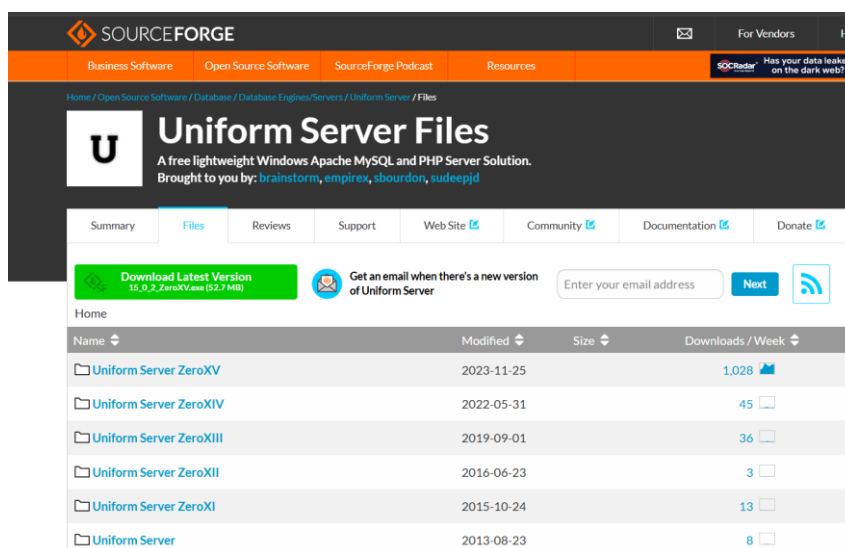 SOURCEFORGE
For Vendors
Business Software Open Source Software SourceForge Podcast Resources
SOCRadar Has your data leake
on the dark web?
Home / Open Source Software / Database / Database Engines/Servers / Uniform Server / Files
U
Uniform Server Files
A free lightweight Windows Apache MySQL and PHP Server Solution.
Brought to you by: brainstorm, empirex, sbourdon, sudeepjd
Summary Files Reviews Support Web Site Community Documentation Donate
Download Latest Version
15_0_2_ZeroXV.exe (52.7 MB)
Get an email when there's a new version
of Uniform Server
Enter your email address
Next
Home
Name Modified Size Downloads / Week
Uniform Server ZeroXV 2023-11-25 1,028
Uniform Server ZeroXIV 2022-05-31 45
Uniform Server ZeroXIII 2019-09-01 36
Uniform Server ZeroXII 2016-06-23 3
Uniform Server ZeroXI 2015-10-24 13
Uniform Server 2013-08-23 8